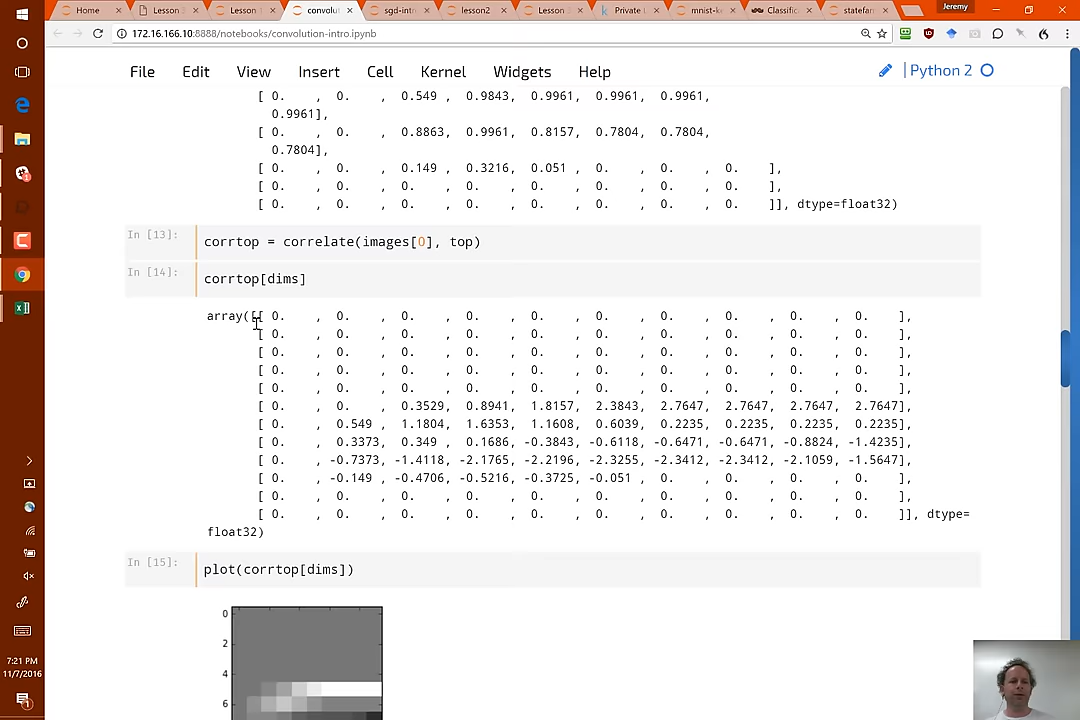 Home
Lesson
Lesson
convolu
sgd-intro
lesson2
Lesson
Private L
mnist-k
Classific
statefar
Jeremy
172.16.166.10:8888/notebooks/convolution-intro.ipynb
File Edit View Insert Cell Kernel Widgets Help
Python 2
[ 0.    , 0.    , 0.549 , 0.9843, 0.9961, 0.9961, 0.9961,
0.9961],
[ 0.    , 0.    , 0.8863, 0.9961, 0.8157, 0.7804, 0.7804,
0.7804],
[ 0.    , 0.    , 0.149 , 0.3216, 0.051 , 0.    , 0.    , 0.    ],
[ 0.    , 0.    , 0.    , 0.    , 0.    , 0.    , 0.    , 0.    ],
[ 0.    , 0.    , 0.    , 0.    , 0.    , 0.    , 0.    , 0.    ]], dtype=float32)
In [13]: corrtop = correlate(images[0], top)
In [14]: corrtop[dims]
array([[ 0.    , 0.    , 0.    , 0.    , 0.    , 0.    , 0.    , 0.    , 0.    , 0.    ],
[ 0.    , 0.    , 0.    , 0.    , 0.    , 0.    , 0.    , 0.    , 0.    , 0.    ],
[ 0.    , 0.    , 0.    , 0.    , 0.    , 0.    , 0.    , 0.    , 0.    , 0.    ],
[ 0.    , 0.    , 0.    , 0.    , 0.    , 0.    , 0.    , 0.    , 0.    , 0.    ],
[ 0.    , 0.    , 0.    , 0.    , 0.    , 0.    , 0.    , 0.    , 0.    , 0.    ],
[ 0.    , 0.    , 0.3529, 0.8941, 1.8157, 2.3843, 2.7647, 2.7647, 2.7647, 2.7647],
[ 0.    , 0.549 , 1.1804, 1.6353, 1.1608, 0.6039, 0.2235, 0.2235, 0.2235, 0.2235],
[ 0.    , 0.3373, 0.349 , 0.1686, -0.3843, -0.6118, -0.6471, -0.6471, -0.8824, -1.4235],
[ 0.    , -0.7373, -1.4118, -2.1765, -2.2196, -2.3255, -2.3412, -2.3412, -2.1059, -1.5647],
[ 0.    , -0.149 , -0.4706, -0.5216, -0.3725, -0.051 , 0.    , 0.    , 0.    , 0.    ],
[ 0.    , 0.    , 0.    , 0.    , 0.    , 0.    , 0.    , 0.    , 0.    , 0.    ],
[ 0.    , 0.    , 0.    , 0.    , 0.    , 0.    , 0.    , 0.    , 0.    , 0.    ]], dtype=
float32)
In [15]: plot(corrtop[dims])
0
2
4
6
7:21 PM
11/7/2016